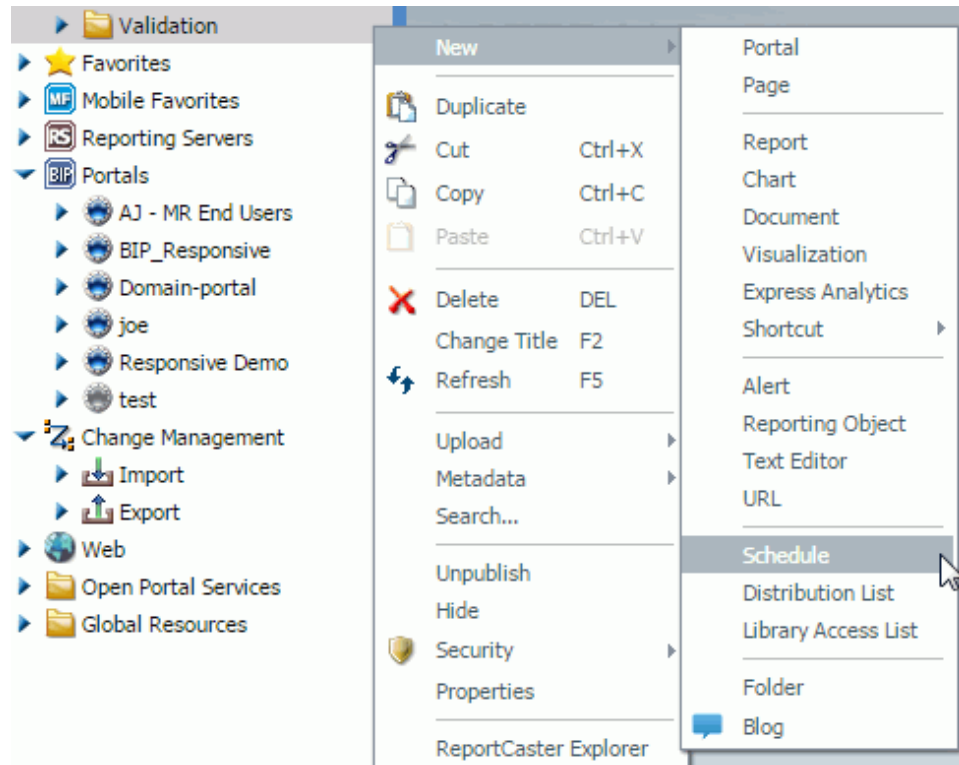 Validation
Favorites
MF Mobile Favorites
RS Reporting Servers
BIP Portals
AJ - MR End Users
BIP_Responsive
Domain-portal
joe
Responsive Demo
test
Change Management
Import
Export
Web
Open Portal Services
Global Resources
New
Duplicate
Cut Ctrl+X
Copy Ctrl+C
Paste Ctrl+V
Delete DEL
Change Title F2
Refresh F5
Upload
Metadata
Search...
Unpublish
Hide
Security
Properties
ReportCaster Explorer
Portal
Page
Report
Chart
Document
Visualization
Express Analytics
Shortcut
Alert
Reporting Object
Text Editor
URL
Schedule
Distribution List
Library Access List
Folder
Blog